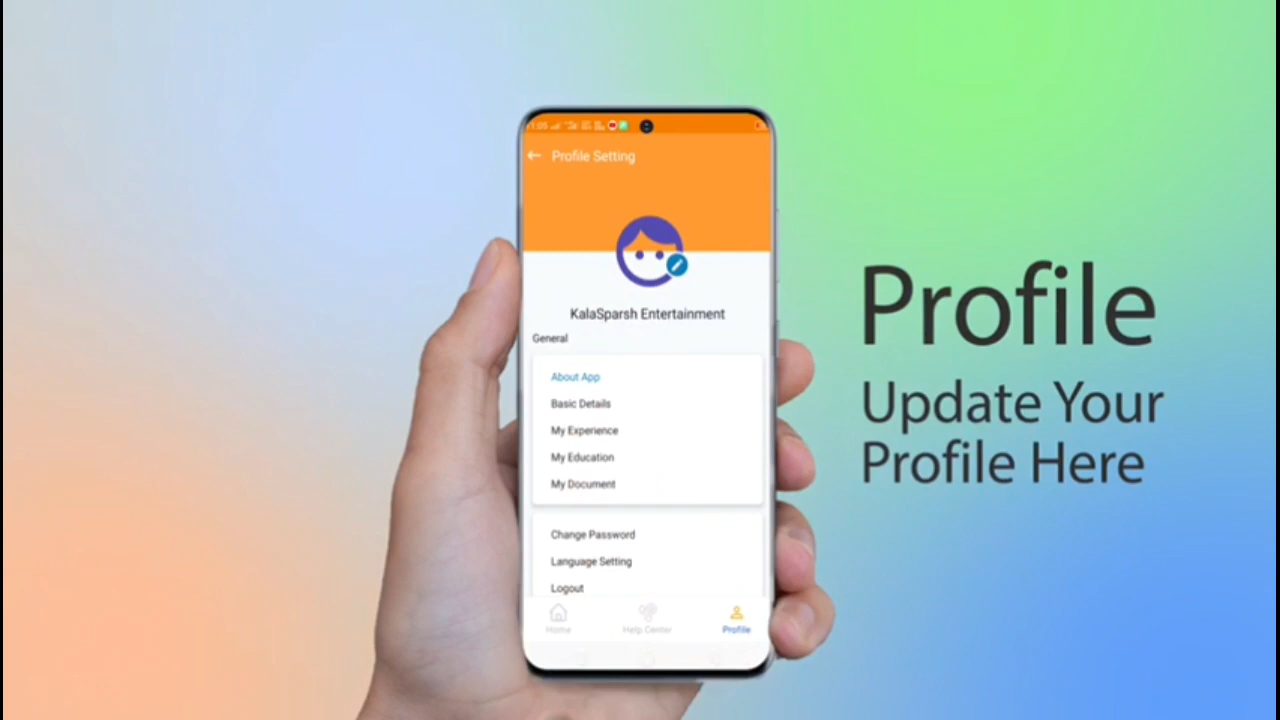 Profile Setting
KalaSparsh Entertainment
General
About App
Basic Details
My Experience
My Education
My Document
Change Password
Language Setting
Logout
Home
Help Center
Profile
Profile
Update Your
Profile Here